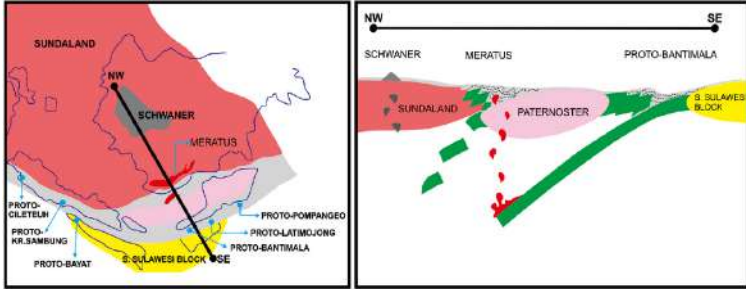 SUNDALAND
NW
SCHWANER
MERATUS
PROTO-
CILETEUH
PROTO-
KR.SAMBUNG
PROTO-BAYAT
S. SULAWESI BLOCK
SE
PROTO-POMPANGEO
PROTO-LATIMOJONG
PROTO-BANTIMALA
NW
SE
SCHWANER
MERATUS
PROTO-BANTIMALA
SUNDALAND
PATERNOSTER
S. SULAWESI
BLOCK